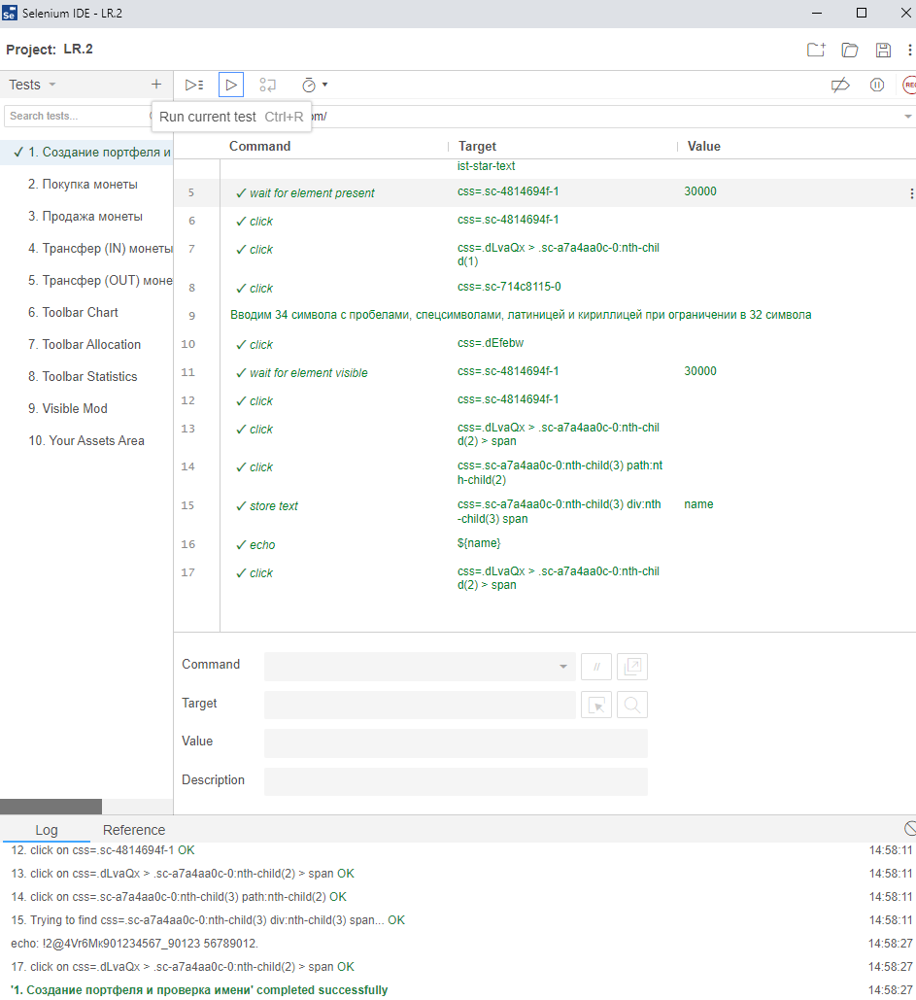 Selenium IDE - LR.2
Project: LR.2
Tests
Search tests...
Run current test Ctrl+R
om/
Command Target Value
✓ 1. Создание портфеля и
2. Покупка монеты
3. Продажа монеты
4. Трансфер (IN) монеты
5. Трансфер (OUT) моне
6. Toolbar Chart
7. Toolbar Allocation
8. Toolbar Statistics
9. Visible Mod
10. Your Assets Area
ist-star-text
5 ✓ wait for element present css=.sc-4814694f-1 30000
6 ✓ click css=.sc-4814694f-1
7 ✓ click css=.dLvaQx > .sc-a7a4aa0c-0:nth-chil
d(1)
8 ✓ click css=.sc-714c8115-0
9 Вводим 34 символа с пробелами, спецсимволами, латиницей и кириллицей при ограничении в 32 символа
10 ✓ click css=.dEfebw
11 ✓ wait for element visible css=.sc-4814694f-1 30000
12 ✓ click css=.sc-4814694f-1
13 ✓ click css=.dLvaQx > .sc-a7a4aa0c-0:nth-chil
d(2) > span
14 ✓ click css=.sc-a7a4aa0c-0:nth-child(3) path:nt
h-child(2)
15 ✓ store text css=.sc-a7a4aa0c-0:nth-child(3) div:nth
-child(3) span name
16 ✓ echo ${name}
17 ✓ click css=.dLvaQx > .sc-a7a4aa0c-0:nth-chil
d(2) > span
Command
//
Target
Value
Description
Log Reference
12. click on css=.sc-4814694f-1 OK 14:58:11
13. click on css=.dLvaQx > .sc-a7a4aa0c-0:nth-child(2) > span OK 14:58:11
14. click on css=.sc-a7a4aa0c-0:nth-child(3) path:nth-child(2) OK 14:58:11
15. Trying to find css=.sc-a7a4aa0c-0:nth-child(3) div:nth-child(3) span... OK 14:58:11
echo: !2@4Vr6Мк901234567_90123 56789012. 14:58:27
17. click on css=.dLvaQx > .sc-a7a4aa0c-0:nth-child(2) > span OK 14:58:27
'1. Создание портфеля и проверка имени' completed successfully 14:58:27